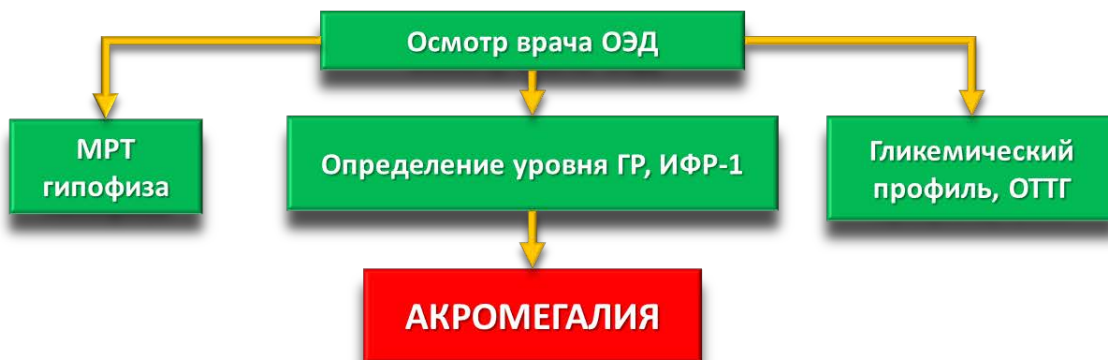 Осмотр врача ОЭД
МРТ
гипофиза
Определение уровня ГР, ИФР-1
Гликемический
профиль, ОТТГ
АКРОМЕГАЛИЯ